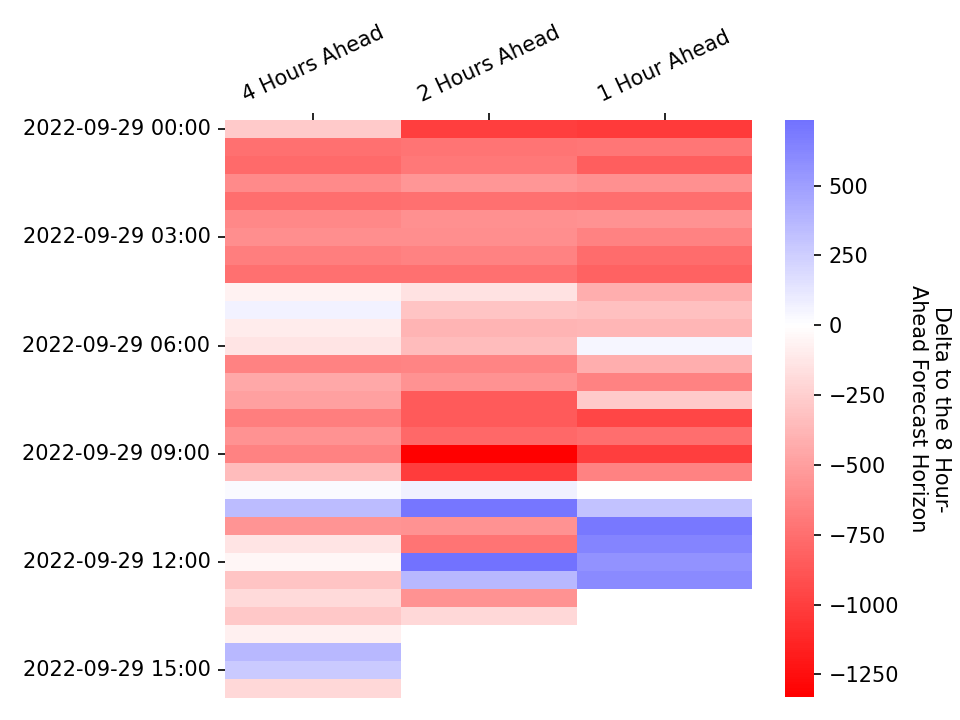 4 Hours Ahead
2 Hours Ahead
1 Hour Ahead
2022-09-29 00:00
2022-09-29 03:00
2022-09-29 06:00
2022-09-29 09:00
2022-09-29 12:00
2022-09-29 15:00
500
250
0
−250
−500
−750
−1000
−1250
Delta to the 8 Hour-
Ahead Forecast Horizon